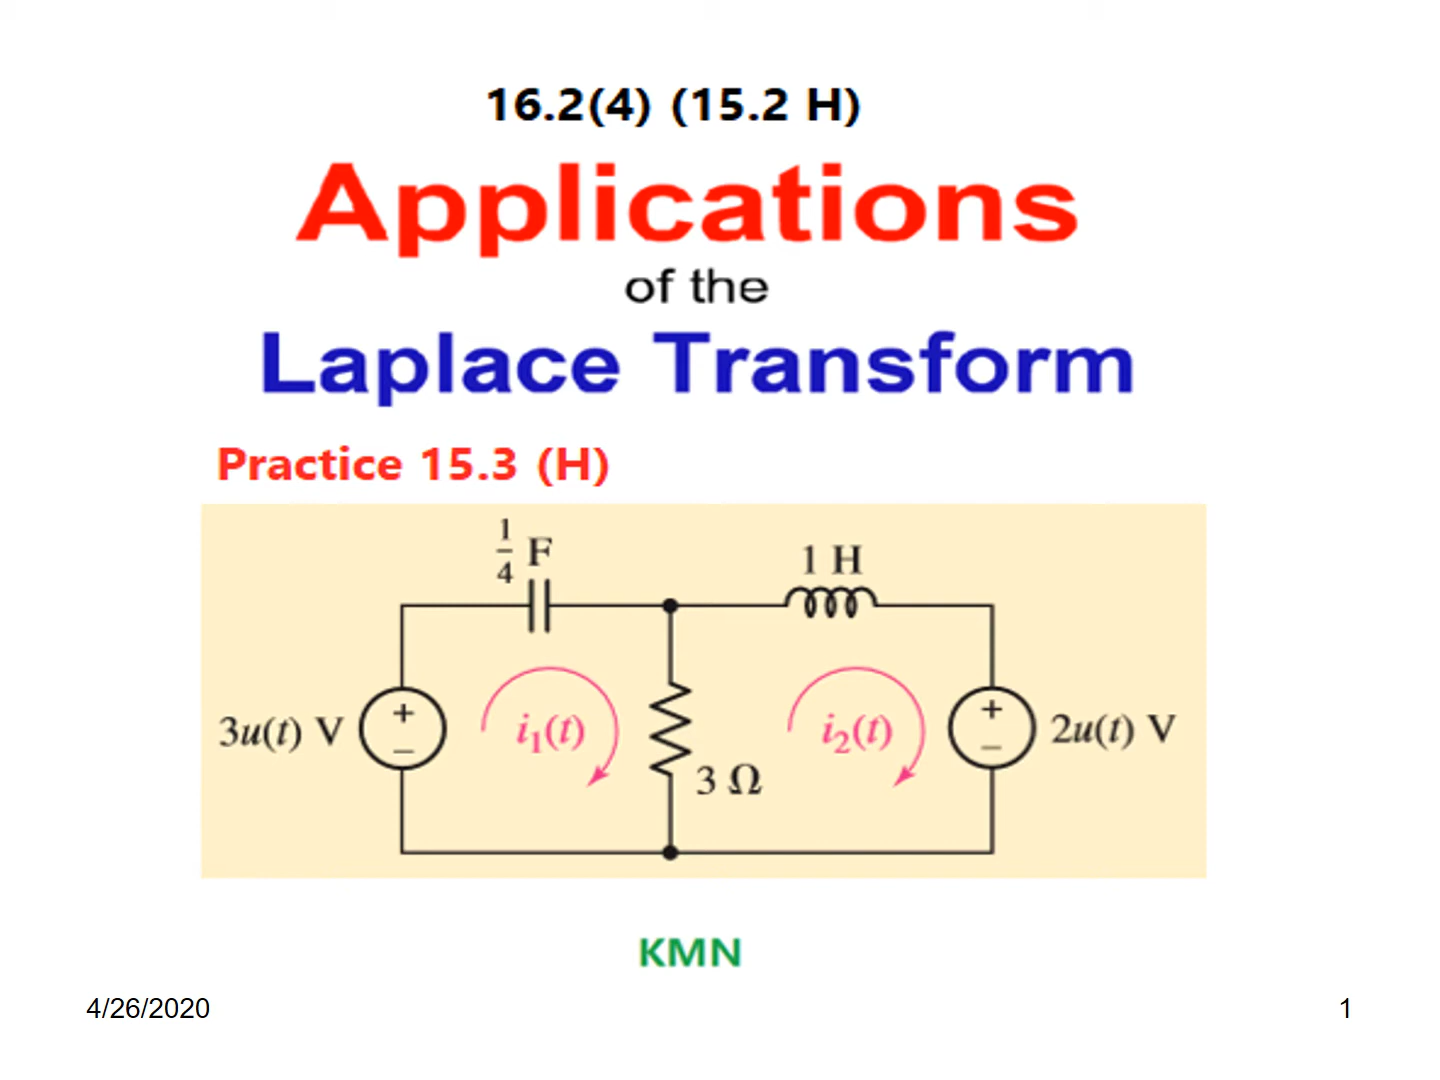 16.2(4) (15.2 H)
Applications
of the
Laplace Transform
Practice 15.3 (H)
1/4 F
1 H
3u(t) V
+
−
i₁(t)
3 Ω
i₂(t)
+
−
2u(t) V
KMN
4/26/2020
1